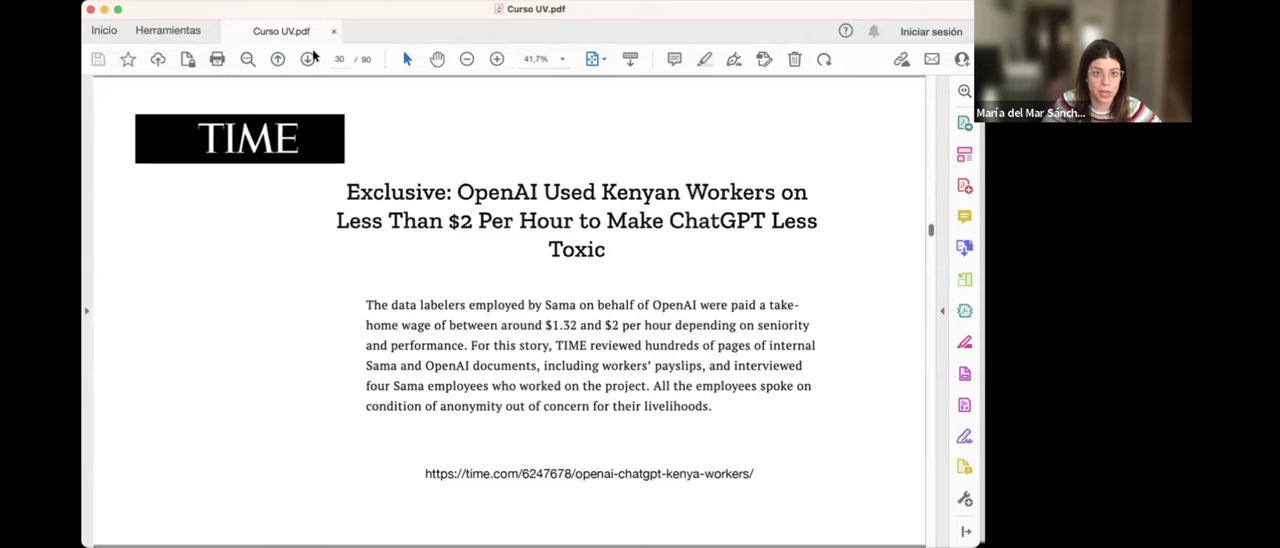 Curso UV.pdf
Inicio
Herramientas
Curso UV.pdf
Iniciar sesión
30 / 90
41,7%
María del Mar Sánch...
TIME
Exclusive: OpenAI Used Kenyan Workers on
Less Than $2 Per Hour to Make ChatGPT Less
Toxic
The data labelers employed by Sama on behalf of OpenAI were paid a take-
home wage of between around $1.32 and $2 per hour depending on seniority
and performance. For this story, TIME reviewed hundreds of pages of internal
Sama and OpenAI documents, including workers’ payslips, and interviewed
four Sama employees who worked on the project. All the employees spoke on
condition of anonymity out of concern for their livelihoods.
https://time.com/6247678/openai-chatgpt-kenya-workers/